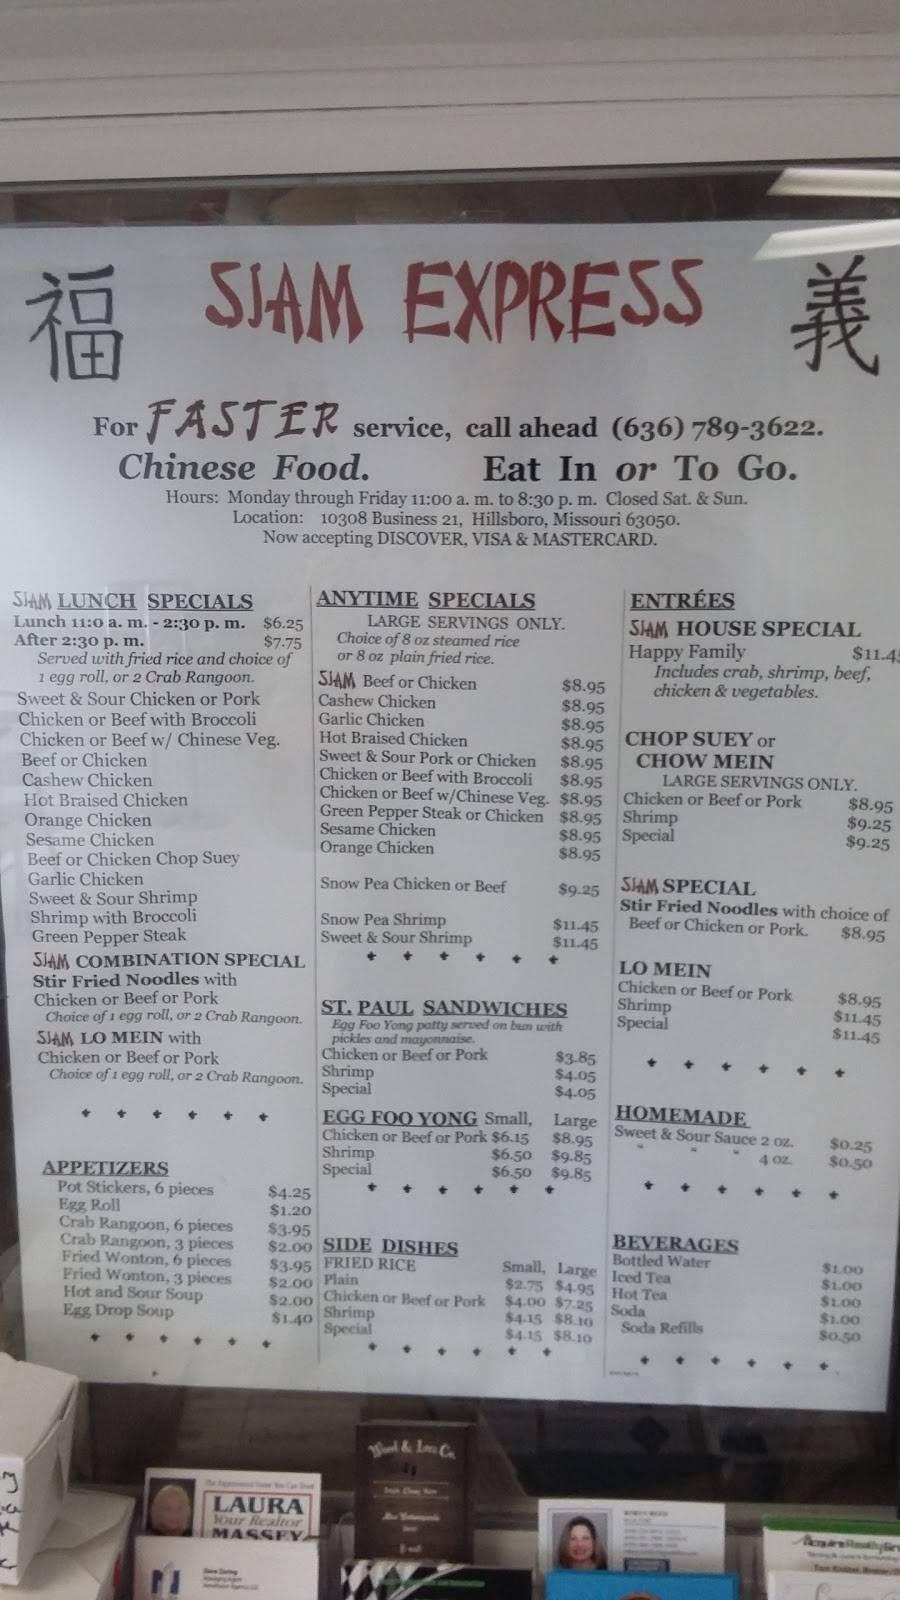 福 SIAM EXPRESS 義
For FASTER service, call ahead (636) 789-3622.
Chinese Food. Eat In or To Go.
Hours: Monday through Friday 11:00 a. m. to 8:30 p. m. Closed Sat. & Sun.
Location: 10308 Business 21, Hillsboro, Missouri 63050.
Now accepting DISCOVER, VISA & MASTERCARD.
SIAM LUNCH SPECIALS
Lunch 11:0 a. m. - 2:30 p. m. $6.25
After 2:30 p. m. $7.75
Served with fried rice and choice of
1 egg roll, or 2 Crab Rangoon.
Sweet & Sour Chicken or Pork
Chicken or Beef with Broccoli
Chicken or Beef w/ Chinese Veg.
Beef or Chicken
Cashew Chicken
Hot Braised Chicken
Orange Chicken
Sesame Chicken
Beef or Chicken Chop Suey
Garlic Chicken
Sweet & Sour Shrimp
Shrimp with Broccoli
Green Pepper Steak
SIAM COMBINATION SPECIAL
Stir Fried Noodles with
Chicken or Beef or Pork
Choice of 1 egg roll, or 2 Crab Rangoon.
SIAM LO MEIN with
Chicken or Beef or Pork
Choice of 1 egg roll, or 2 Crab Rangoon.
APPETIZERS
Pot Stickers, 6 pieces $4.25
Egg Roll $1.20
Crab Rangoon, 6 pieces $3.95
Crab Rangoon, 3 pieces $2.00
Fried Wonton, 6 pieces $3.95
Fried Wonton, 3 pieces $2.00
Hot and Sour Soup $2.00
Egg Drop Soup $1.40
ANYTIME SPECIALS
LARGE SERVINGS ONLY.
Choice of 8 oz steamed rice
or 8 oz plain fried rice.
SIAM Beef or Chicken $8.95
Cashew Chicken $8.95
Garlic Chicken $8.95
Hot Braised Chicken $8.95
Sweet & Sour Pork or Chicken $8.95
Chicken or Beef with Broccoli $8.95
Chicken or Beef w/Chinese Veg. $8.95
Green Pepper Steak or Chicken $8.95
Sesame Chicken $8.95
Orange Chicken $8.95
Snow Pea Chicken or Beef $9.25
Snow Pea Shrimp $11.45
Sweet & Sour Shrimp $11.45
ST. PAUL SANDWICHES
Egg Foo Yong patty served on bun with
pickles and mayonnaise.
Chicken or Beef or Pork $3.85
Shrimp $4.05
Special $4.05
EGG FOO YONG Small, Large
Chicken or Beef or Pork $6.15 $8.95
Shrimp $6.50 $9.85
Special $6.50 $9.85
SIDE DISHES
FRIED RICE Small, Large
Plain $2.75 $4.95
Chicken or Beef or Pork $4.00 $7.25
Shrimp $4.15 $8.10
Special $4.15 $8.10
ENTRÉES
SIAM HOUSE SPECIAL
Happy Family $11.4
Includes crab, shrimp, beef,
chicken & vegetables.
CHOP SUEY or
CHOW MEIN
LARGE SERVINGS ONLY.
Chicken or Beef or Pork $8.95
Shrimp $9.25
Special $9.25
SIAM SPECIAL
Stir Fried Noodles with choice of
Beef or Chicken or Pork. $8.95
LO MEIN
Chicken or Beef or Pork $8.95
Shrimp $11.45
Special $11.45
HOMEMADE
Sweet & Sour Sauce 2 oz. $0.25
" " " 4 oz. $0.50
BEVERAGES
Bottled Water $1.00
Iced Tea $1.00
Hot Tea $1.00
Soda $1.00
Soda Refills $0.50
LAURA
Your Realtor
MASSEY